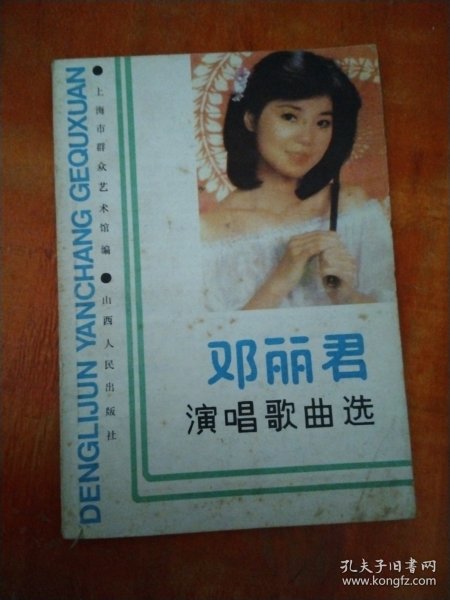 DENGLIJUN YANCHANG GEQUXUAN
●上海市群众艺术馆编●山西人民出版社
邓丽君
演唱歌曲选
孔夫子旧书网
www.kongfz.com